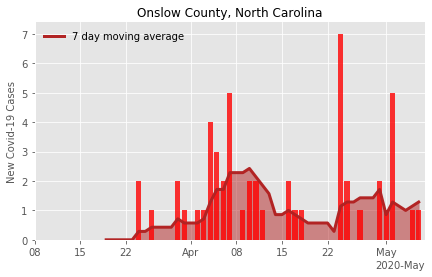 Onslow County, North Carolina
7 day moving average
New Covid-19 Cases
7
6
5
4
3
2
1
0
08 15 22 Apr 08 15 22 May
2020-May